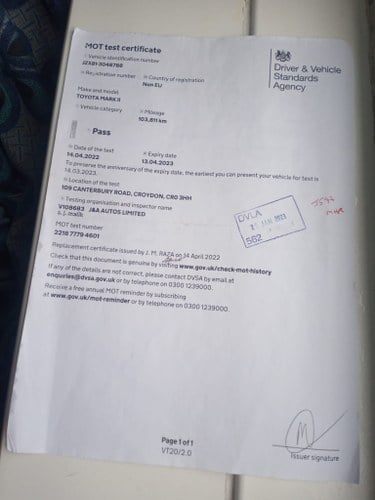 MOT test certificate
Driver & Vehicle
Standards
Agency
Vehicle identification number
JZX81-5046760
Registration number
Country of registration
Non EU
Make and model
TOYOTA MARK II
Vehicle category
Mileage
103,811 km
Pass
Date of the test
14.04.2022
Expiry date
13.04.2023
To preserve the anniversary of the expiry date, the earliest you can present your vehicle for test is
14.03.2023.
Location of the test
109 CANTERBURY ROAD, CROYDON, CR0 3HH
Testing organisation and inspector name
V108683 J&A AUTOS LIMITED
MOT test number
2218 7779 4601
Replacement certificate issued by J. M. RAZA on 14 April 2022
Check that this document is genuine by visiting www.gov.uk/check-mot-history
If any of the details are not correct, please contact DVSA by email at
enquiries@dvsa.gov.uk or by telephone on 0300 1239000.
Receive a free annual MOT reminder by subscribing
at www.gov.uk/mot-reminder or by telephone on 0300 1239000.
DVLA
2023
562
Issuer signature
Page 1 of 1
VT20/2.0